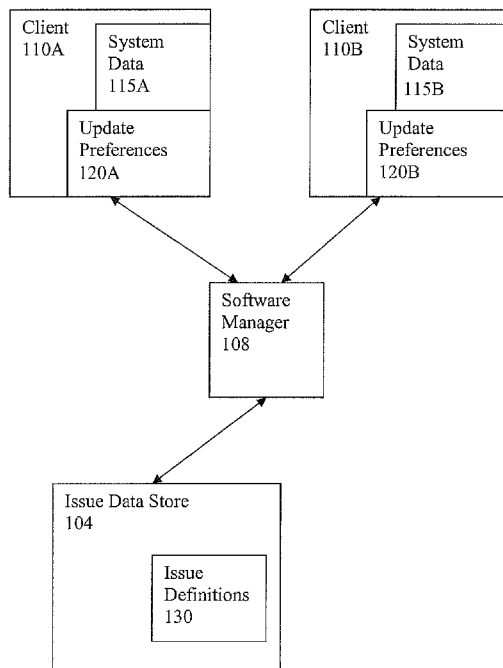 Client
110A
System
Data
115A
Update
Preferences
120A
Client
110B
System
Data
115B
Update
Preferences
120B
Software
Manager
108
Issue Data Store
104
Issue
Definitions
130